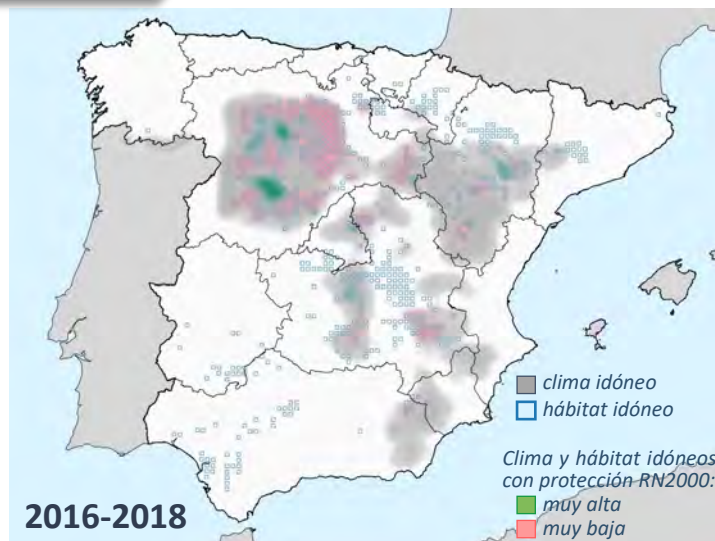 clima idóneo
hábitat idóneo
Clima y hábitat idóneos
con protección RN2000:
muy alta
muy baja
2016-2018